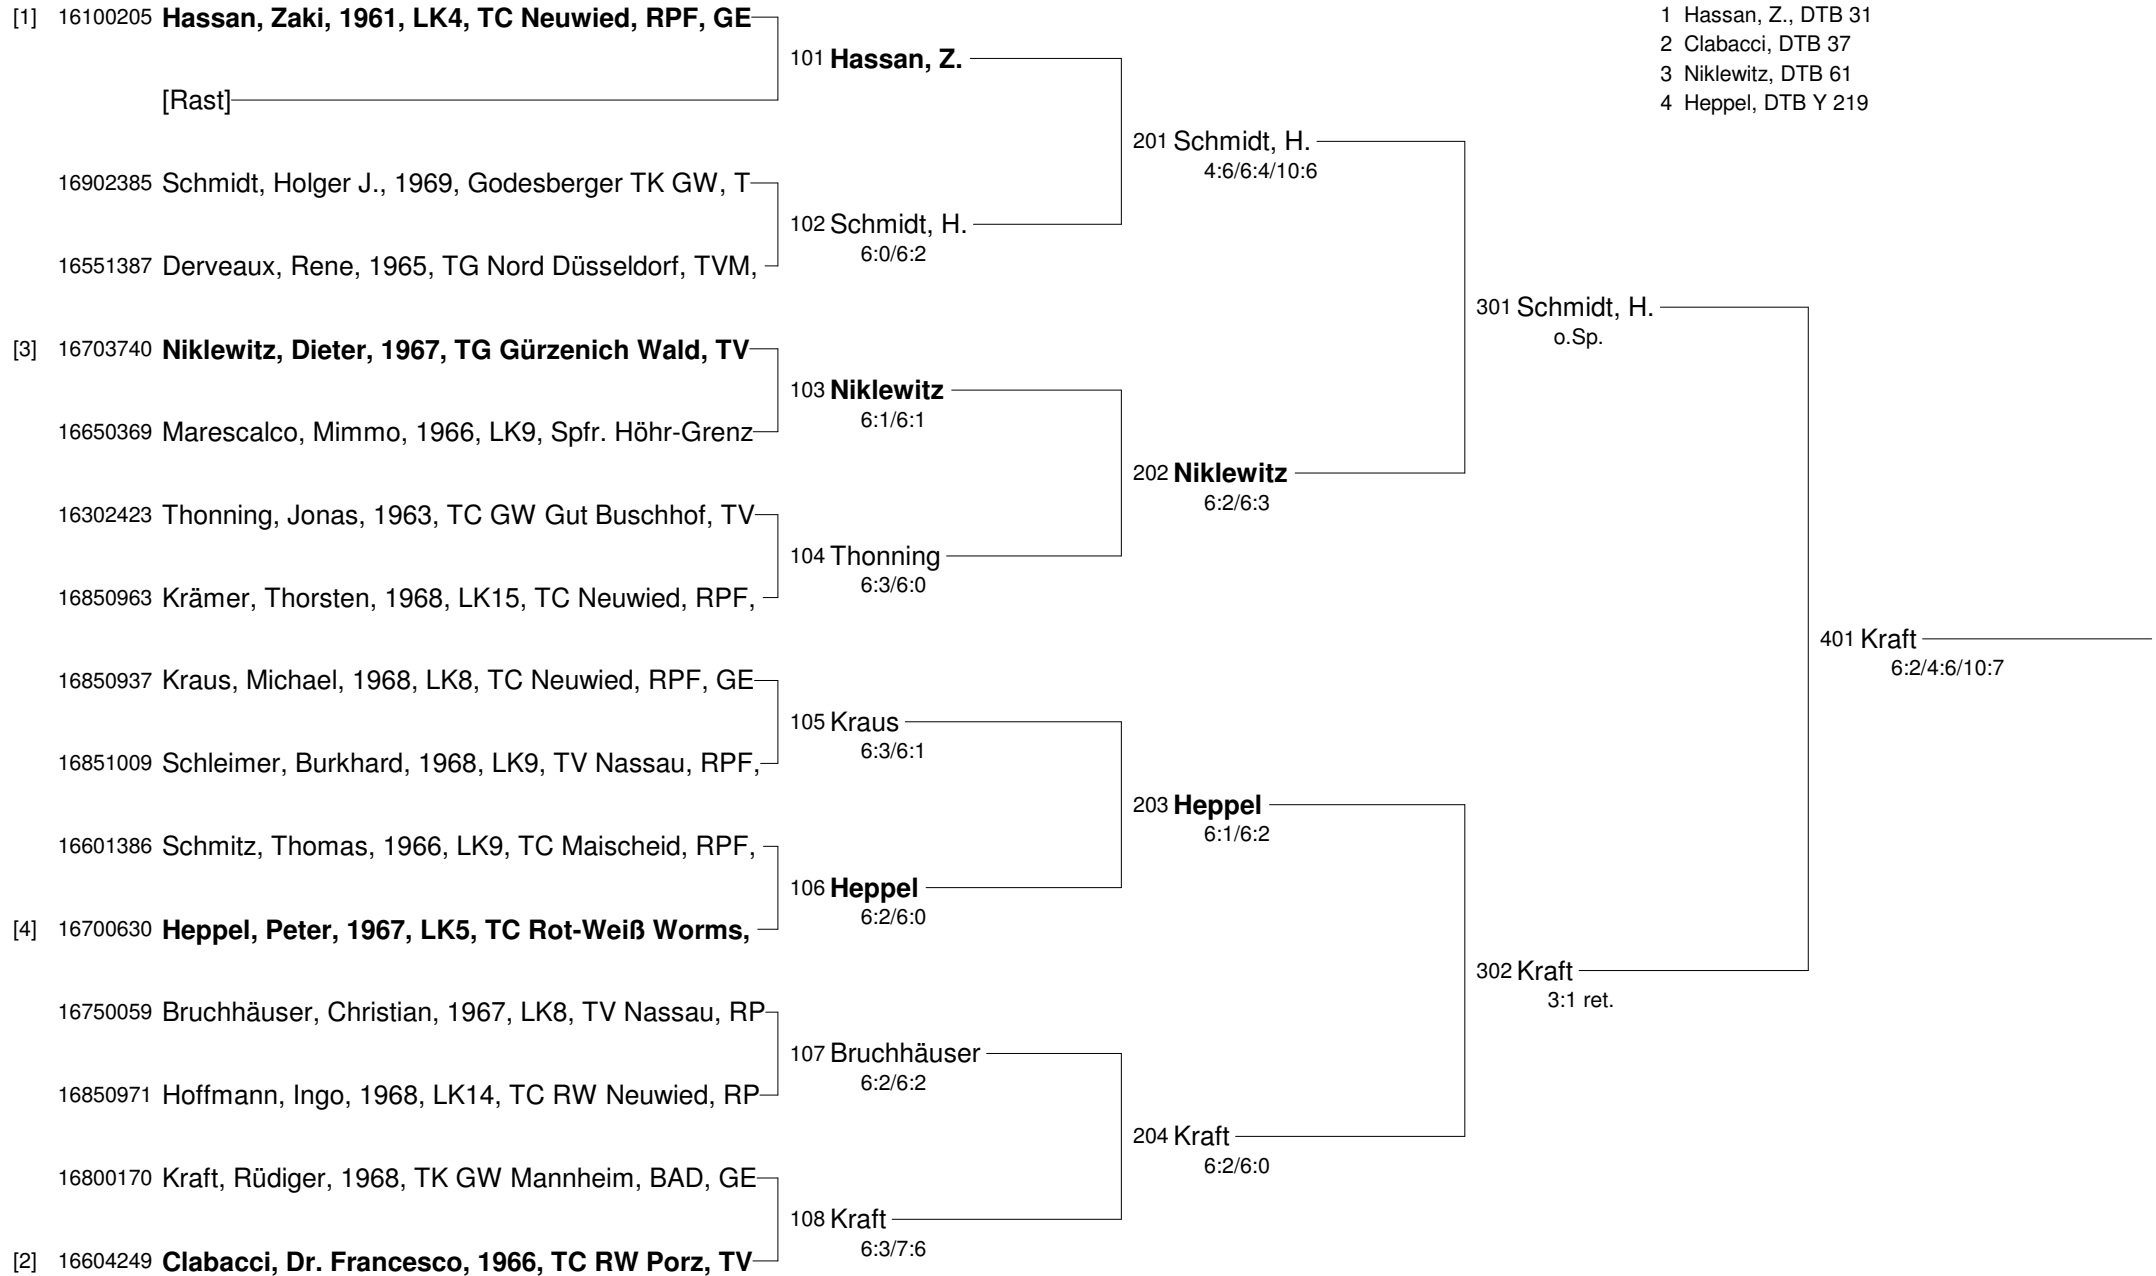 [1] 16100205 Hassan, Zaki, 1961, LK4, TC Neuwied, RPF, GE
[Rast]
16902385 Schmidt, Holger J., 1969, Godesberger TK GW, T
16551387 Derveaux, Rene, 1965, TG Nord Düsseldorf, TVM,
[3] 16703740 Niklewitz, Dieter, 1967, TG Gürzenich Wald, TV
16650369 Marescalco, Mimmo, 1966, LK9, Spfr. Höhr-Grenz
16302423 Thonning, Jonas, 1963, TC GW Gut Buschhof, TV
16850963 Krämer, Thorsten, 1968, LK15, TC Neuwied, RPF,
16850937 Kraus, Michael, 1968, LK8, TC Neuwied, RPF, GE
16851009 Schleimer, Burkhard, 1968, LK9, TV Nassau, RPF,
16601386 Schmitz, Thomas, 1966, LK9, TC Maischeid, RPF,
[4] 16700630 Heppel, Peter, 1967, LK5, TC Rot-Weiß Worms,
16750059 Bruchhäuser, Christian, 1967, LK8, TV Nassau, RP
16850971 Hoffmann, Ingo, 1968, LK14, TC RW Neuwied, RP
16800170 Kraft, Rüdiger, 1968, TK GW Mannheim, BAD, GE
[2] 16604249 Clabacci, Dr. Francesco, 1966, TC RW Porz, TV
101 Hassan, Z.
102 Schmidt, H.
6:0/6:2
103 Niklewitz
6:1/6:1
104 Thonning
6:3/6:0
105 Kraus
6:3/6:1
106 Heppel
6:2/6:0
107 Bruchhäuser
6:2/6:2
108 Kraft
6:3/7:6
201 Schmidt, H.
4:6/6:4/10:6
202 Niklewitz
6:2/6:3
203 Heppel
6:1/6:2
204 Kraft
6:2/6:0
301 Schmidt, H.
o.Sp.
302 Kraft
3:1 ret.
401 Kraft
6:2/4:6/10:7
1 Hassan, Z., DTB 31
2 Clabacci, DTB 37
3 Niklewitz, DTB 61
4 Heppel, DTB Y 219